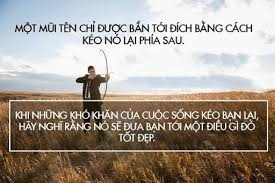 MỘT MŨI TÊN CHỈ ĐƯỢC BẮN TỚI ĐÍCH BẰNG CÁCH
KÉO NÓ LẠI PHÍA SAU.
KHI NHỮNG KHÓ KHĂN CỦA CUỘC SỐNG KÉO BẠN LẠI,
HÃY NGHĨ RẰNG NÓ SẼ ĐƯA BẠN TỚI MỘT ĐIỀU GÌ ĐÓ
TỐT ĐẸP.